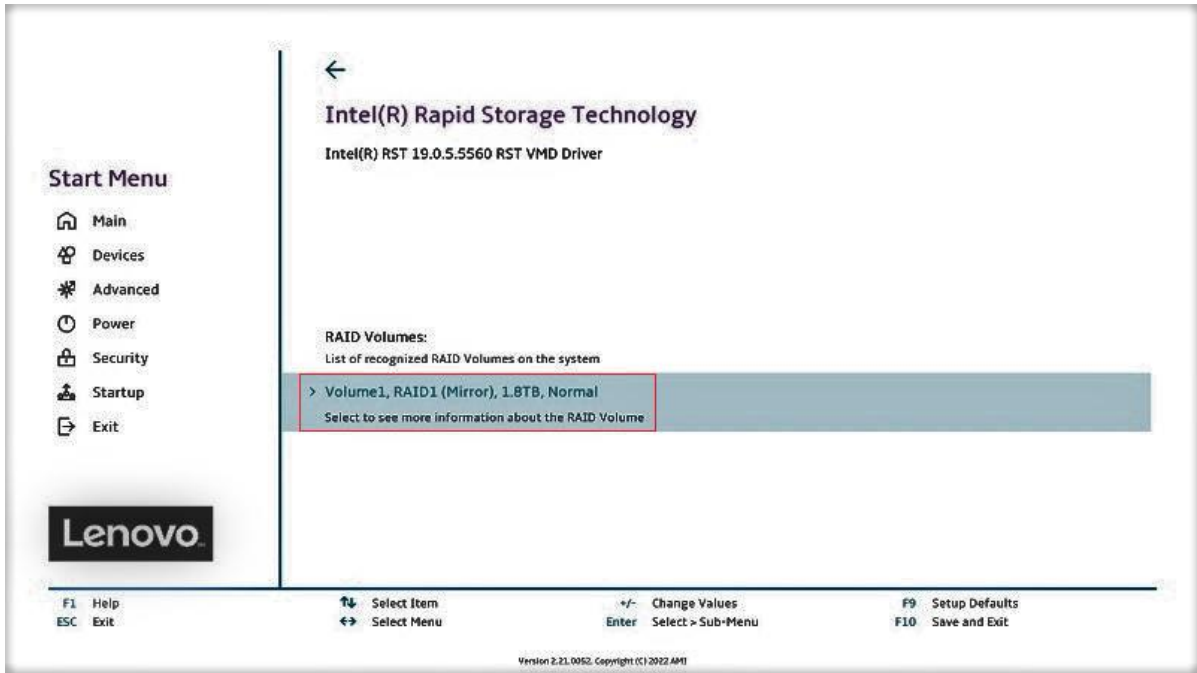 Intel(R) Rapid Storage Technology
Intel(R) RST 19.0.5.5560 RST VMD Driver
Start Menu
Main
Devices
Advanced
Power
Security
Startup
Exit
RAID Volumes:
List of recognized RAID Volumes on the system
> Volume1, RAID1 (Mirror), 1.8TB, Normal
Select to see more information about the RAID Volume
Lenovo
F1 Help
ESC Exit
↑↓ Select Item
↔ Select Menu
+/- Change Values
Enter Select > Sub-Menu
F9 Setup Defaults
F10 Save and Exit
Version 2.21.0052. Copyright (C) 2022 AMI